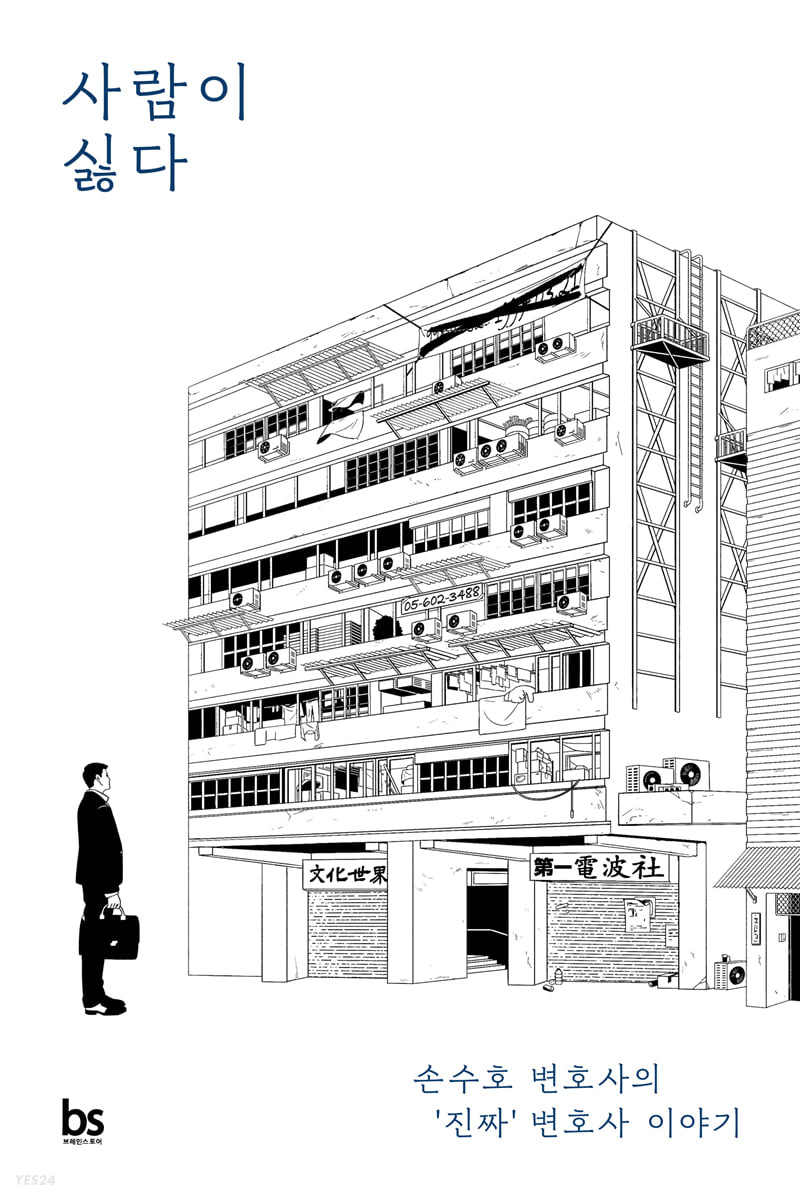 사람이
싫다
05-602-3488
文化世界
第一電波社
손수호 변호사의
'진짜' 변호사 이야기
bs
브레인스토어
YES24